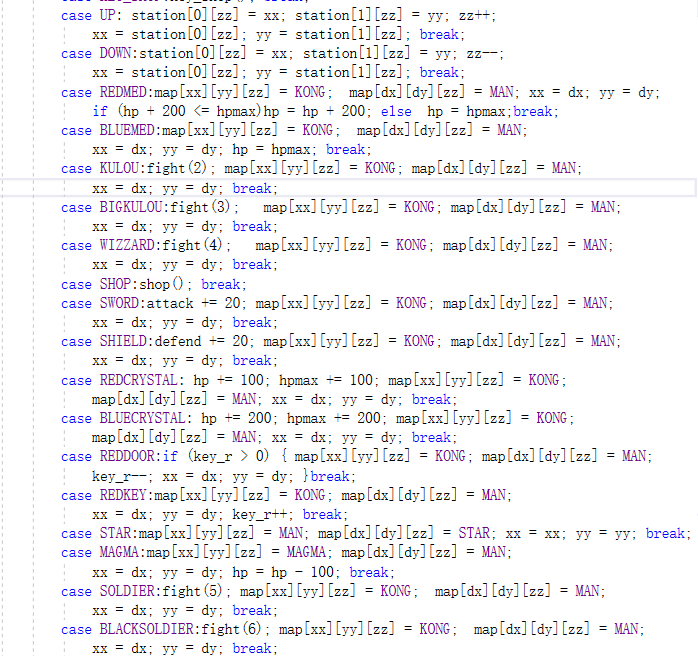 case UP: station[0][zz] = xx; station[1][zz] = yy; zz++;
xx = station[0][zz]; yy = station[1][zz]; break;
case DOWN:station[0][zz] = xx; station[1][zz] = yy; zz--;
xx = station[0][zz]; yy = station[1][zz]; break;
case REDMED:map[xx][yy][zz] = KONG;  map[dx][dy][zz] = MAN; xx = dx; yy = dy;
if (hp + 200 <= hpmax)hp = hp + 200; else  hp = hpmax;break;
case BLUEMED:map[xx][yy][zz] = KONG;  map[dx][dy][zz] = MAN;
xx = dx; yy = dy; hp = hpmax; break;
case KULOU:fight(2); map[xx][yy][zz] = KONG; map[dx][dy][zz] = MAN;
xx = dx; yy = dy; break;
case BIGKULOU:fight(3);   map[xx][yy][zz] = KONG; map[dx][dy][zz] = MAN;
xx = dx; yy = dy; break;
case WIZZARD:fight(4);   map[xx][yy][zz] = KONG; map[dx][dy][zz] = MAN;
xx = dx; yy = dy; break;
case SHOP:shop(); break;
case SWORD:attack += 20; map[xx][yy][zz] = KONG; map[dx][dy][zz] = MAN;
xx = dx; yy = dy; break;
case SHIELD:defend += 20; map[xx][yy][zz] = KONG; map[dx][dy][zz] = MAN;
xx = dx; yy = dy; break;
case REDCRYSTAL: hp += 100; hpmax += 100; map[xx][yy][zz] = KONG;
map[dx][dy][zz] = MAN; xx = dx; yy = dy; break;
case BLUECRYSTAL: hp += 200; hpmax += 200; map[xx][yy][zz] = KONG;
map[dx][dy][zz] = MAN; xx = dx; yy = dy; break;
case REDDOOR:if (key_r > 0) { map[xx][yy][zz] = KONG; map[dx][dy][zz] = MAN;
key_r--; xx = dx; yy = dy; }break;
case REDKEY:map[xx][yy][zz] = KONG; map[dx][dy][zz] = MAN;
xx = dx; yy = dy; key_r++; break;
case STAR:map[xx][yy][zz] = MAN; map[dx][dy][zz] = STAR; xx = xx; yy = yy; break;
case MAGMA:map[xx][yy][zz] = MAGMA; map[dx][dy][zz] = MAN;
xx = dx; yy = dy; hp = hp - 100; break;
case SOLDIER:fight(5); map[xx][yy][zz] = KONG;  map[dx][dy][zz] = MAN;
xx = dx; yy = dy; break;
case BLACKSOLDIER:fight(6); map[xx][yy][zz] = KONG;  map[dx][dy][zz] = MAN;
xx = dx; yy = dy; break;